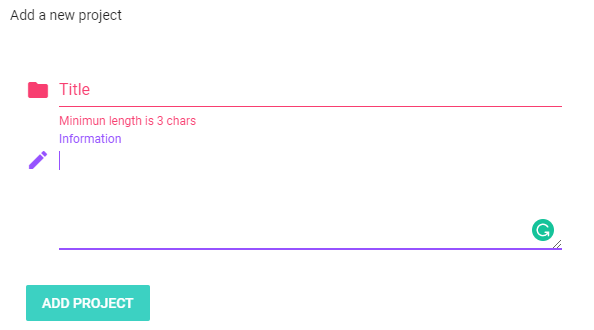 Add a new project
Title
Minimun length is 3 chars
Information
ADD PROJECT